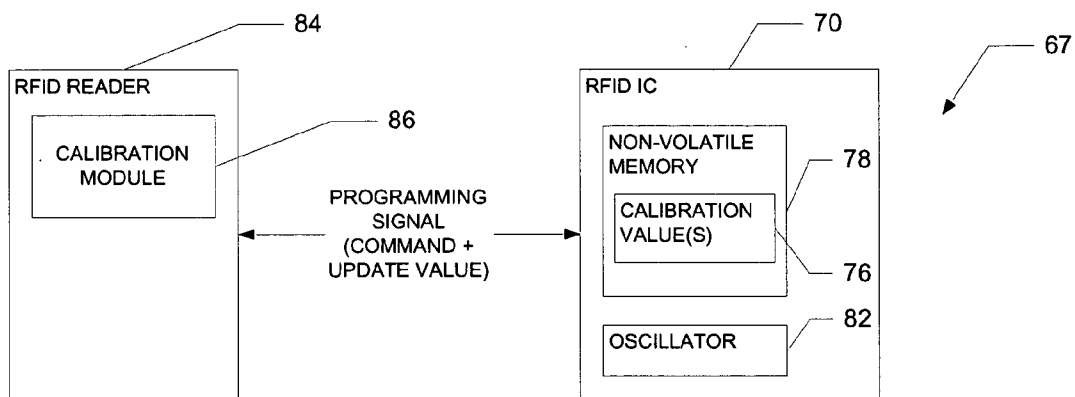 84
70
67
RFID READER
86
CALIBRATION
MODULE
PROGRAMMING
SIGNAL
(COMMAND +
UPDATE VALUE)
RFID IC
NON-VOLATILE
MEMORY
78
CALIBRATION
VALUE(S)
76
82
OSCILLATOR